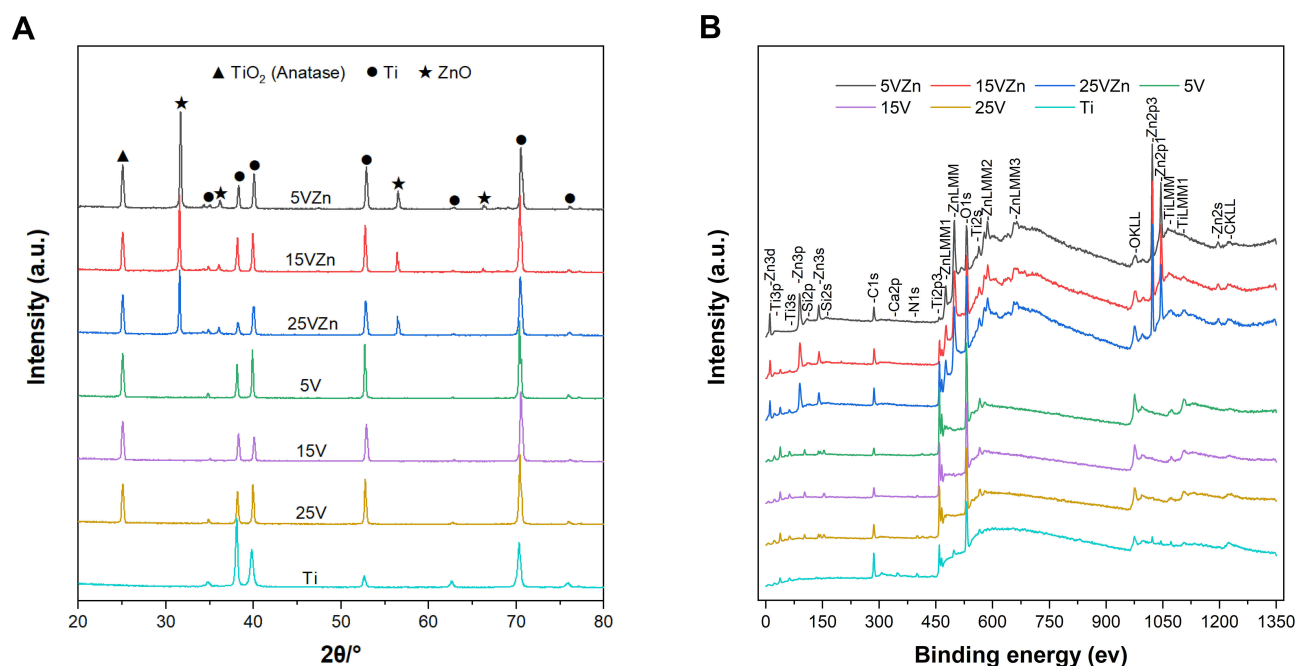 A
▲ TiO2 (Anatase) ● Ti ★ ZnO
5VZn
15VZn
25VZn
5V
15V
25V
Ti
Intensity (a.u.)
20 30 40 50 60 70 80
2θ/°
B
5VZn 15VZn 25VZn 5V
15V 25V Ti
-Zn3d
-Ti3p
-Ti3s
-Zn3p
-Si2p
-Zn3s
-Si2s
-C1s
-Ca2p
-N1s
-Ti2p3
-ZnLMM1
-ZnLMM
-O1s
-Ti2s
-ZnLMM2
-ZnLMM3
-OKLL
-Zn2p3
-Zn2p1
-TiLMM
-TiLMM1
-Zn2s
-CKLL
Intensity (a.u.)
0 150 300 450 600 750 900 1050 1200 1350
Binding energy (ev)